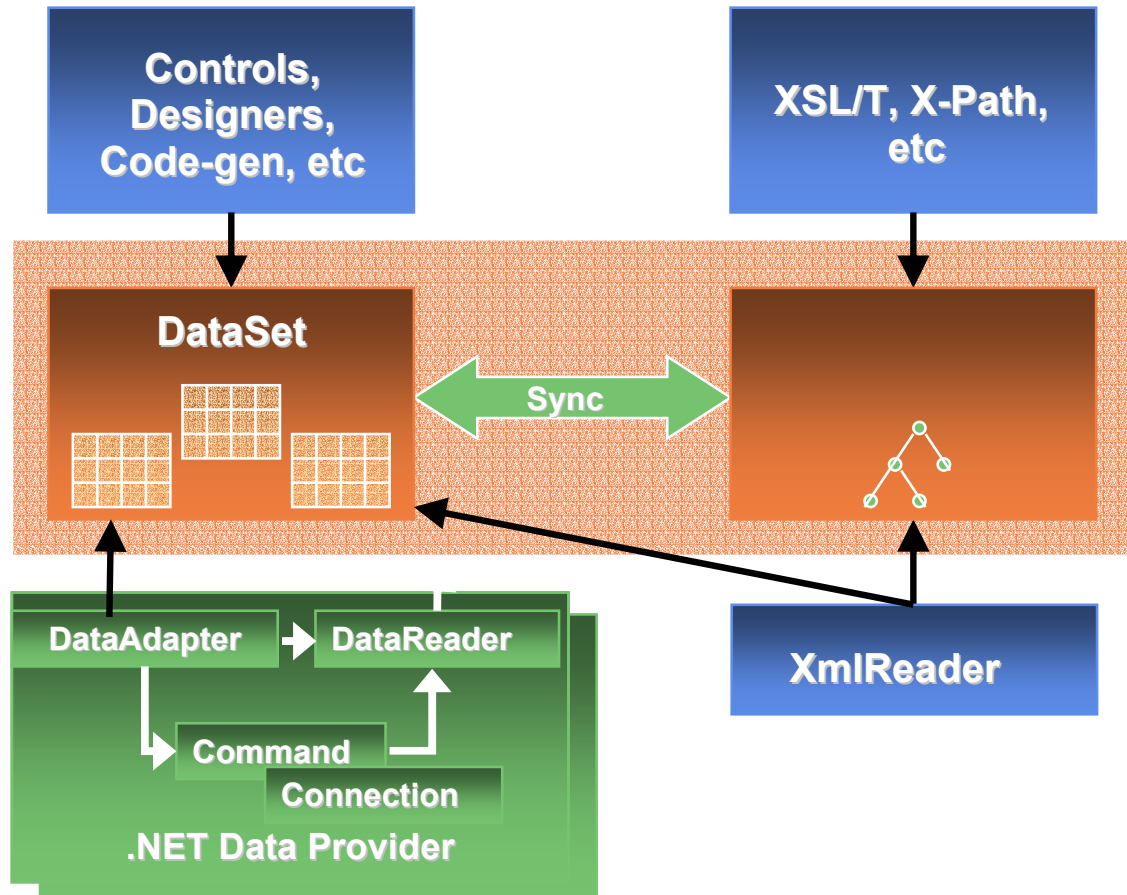 Controls,
Designers,
Code-gen, etc
XSL/T, X-Path,
etc
DataSet
Sync
DataAdapter
DataReader
XmlReader
Command
Connection
.NET Data Provider